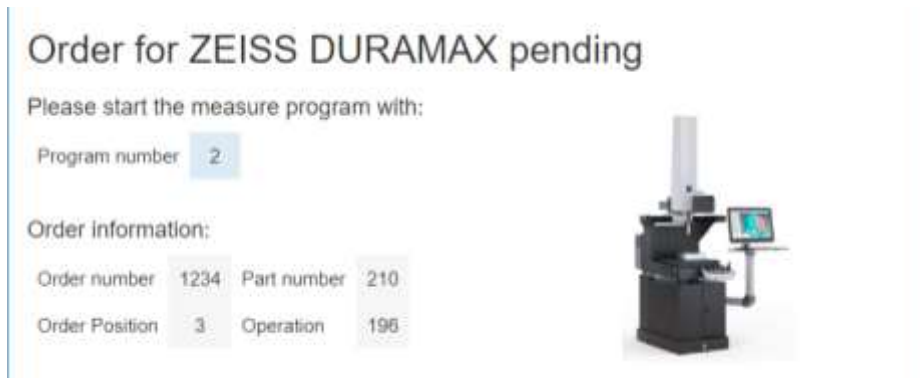 Order for ZEISS DURAMAX pending
Please start the measure program with:
Program number 2
Order information:
Order number 1234 Part number 210
Order Position 3 Operation 196